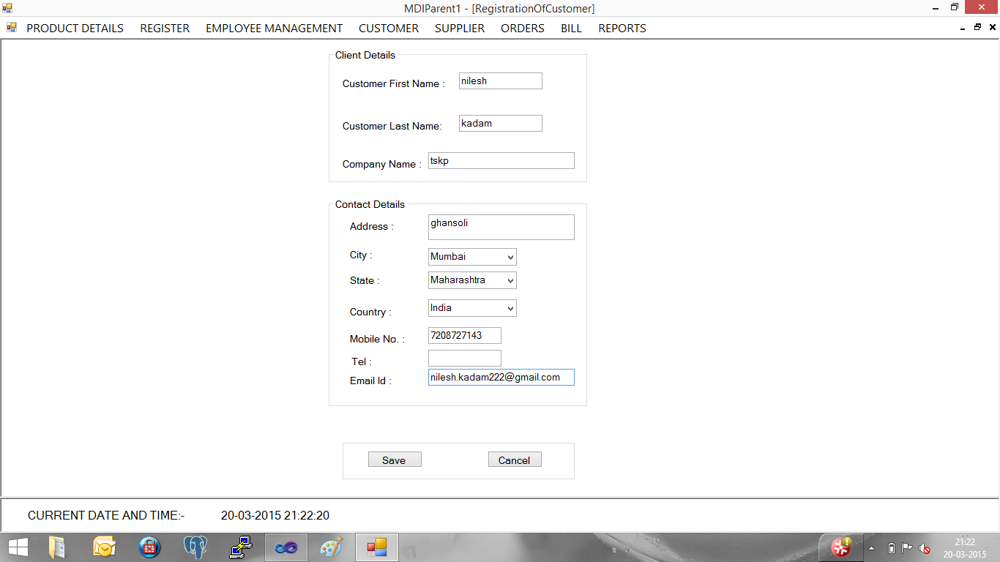 MDIParent1 - [RegistrationOfCustomer]
PRODUCT DETAILS REGISTER EMPLOYEE MANAGEMENT CUSTOMER SUPPLIER ORDERS BILL REPORTS
Client Details
Customer First Name : nilesh
Customer Last Name: kadam
Company Name : tskp
Contact Details
Address : ghansoli
City : Mumbai
State : Maharashtra
Country : India
Mobile No. : 7208727143
Tel :
Email Id : nilesh.kadam222@gmail.com
Save Cancel
CURRENT DATE AND TIME:- 20-03-2015 21:22:20
21:22
20-03-2015